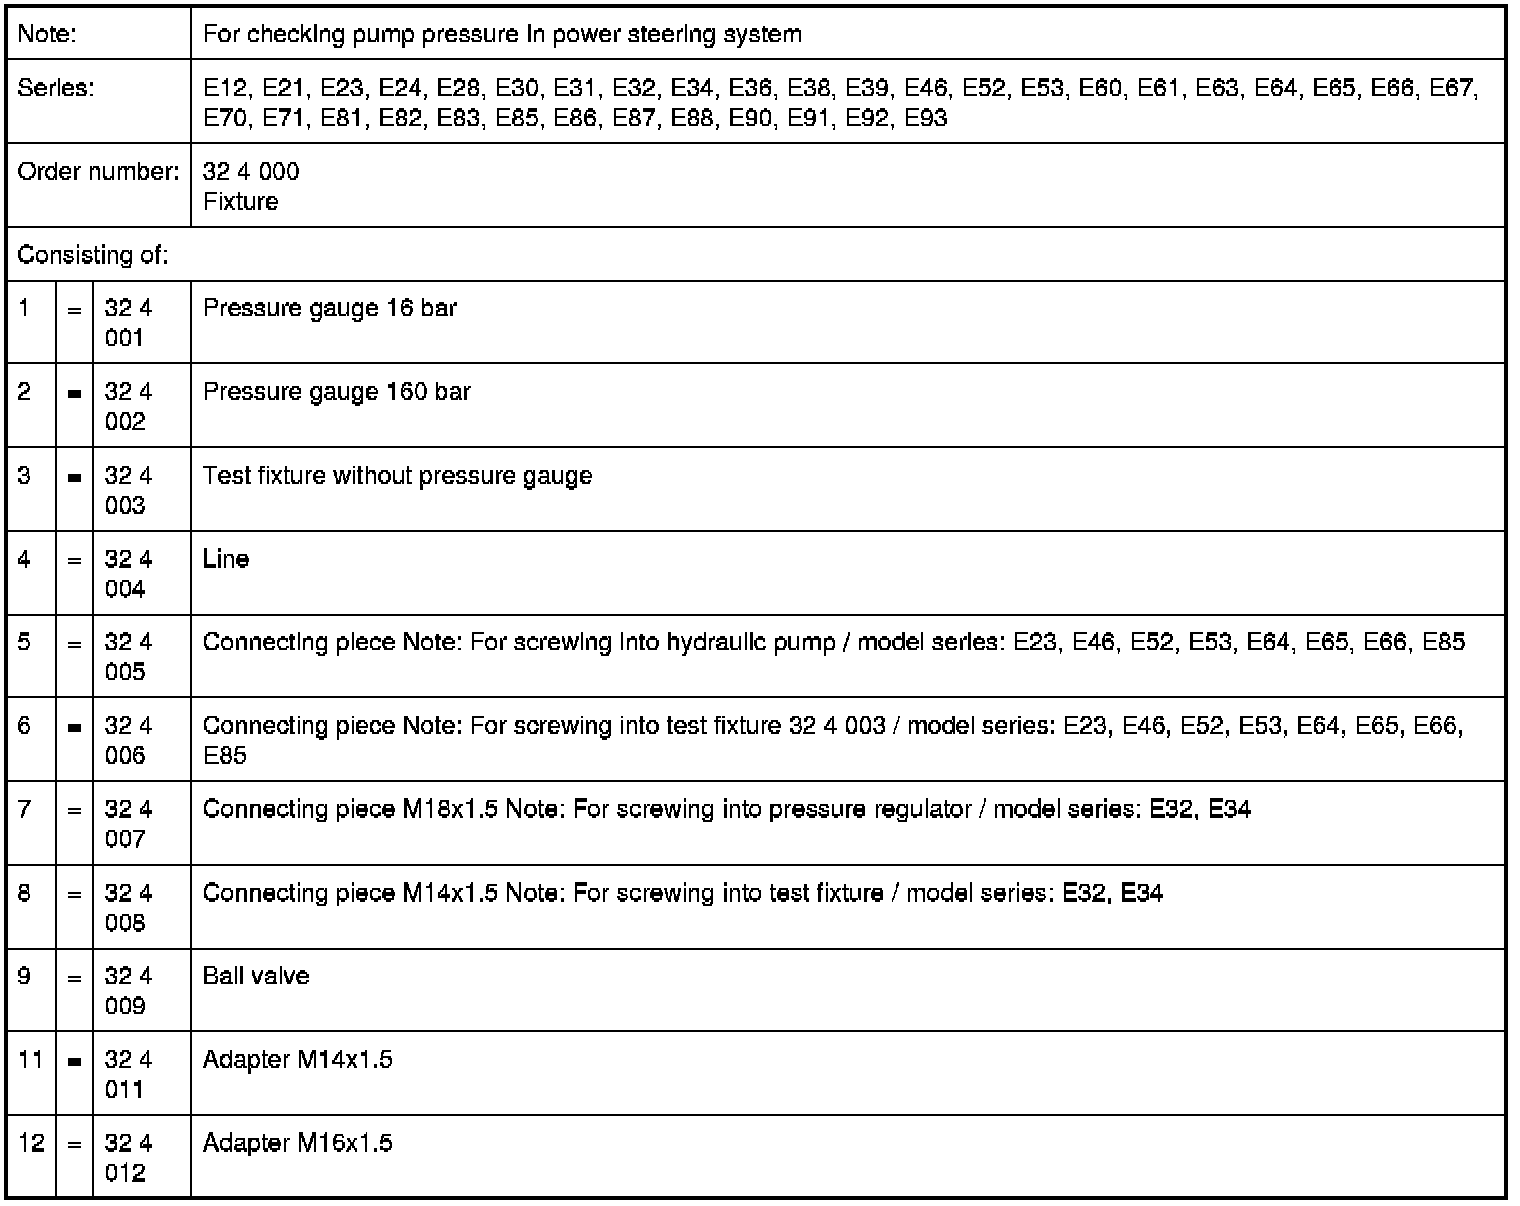 Note: For checking pump pressure in power steering system
Series: E12, E21, E23, E24, E28, E30, E31, E32, E34, E36, E38, E39, E46, E52, E53, E60, E61, E63, E64, E65, E66, E67,
E70, E71, E81, E82, E83, E85, E86, E87, E88, E90, E91, E92, E93
Order number: 32 4 000
Fixture
Consisting of:
1 = 32 4 Pressure gauge 16 bar
001
2 = 32 4 Pressure gauge 160 bar
002
3 = 32 4 Test fixture without pressure gauge
003
4 = 32 4 Line
004
5 = 32 4 Connecting piece Note: For screwing into hydraulic pump / model series: E23, E46, E52, E53, E64, E65, E66, E85
005
6 = 32 4 Connecting piece Note: For screwing into test fixture 32 4 003 / model series: E23, E46, E52, E53, E64, E65, E66,
006 E85
7 = 32 4 Connecting piece M18x1.5 Note: For screwing into pressure regulator / model series: E32, E34
007
8 = 32 4 Connecting piece M14x1.5 Note: For screwing into test fixture / model series: E32, E34
008
9 = 32 4 Ball valve
009
11 = 32 4 Adapter M14x1.5
011
12 = 32 4 Adapter M16x1.5
012